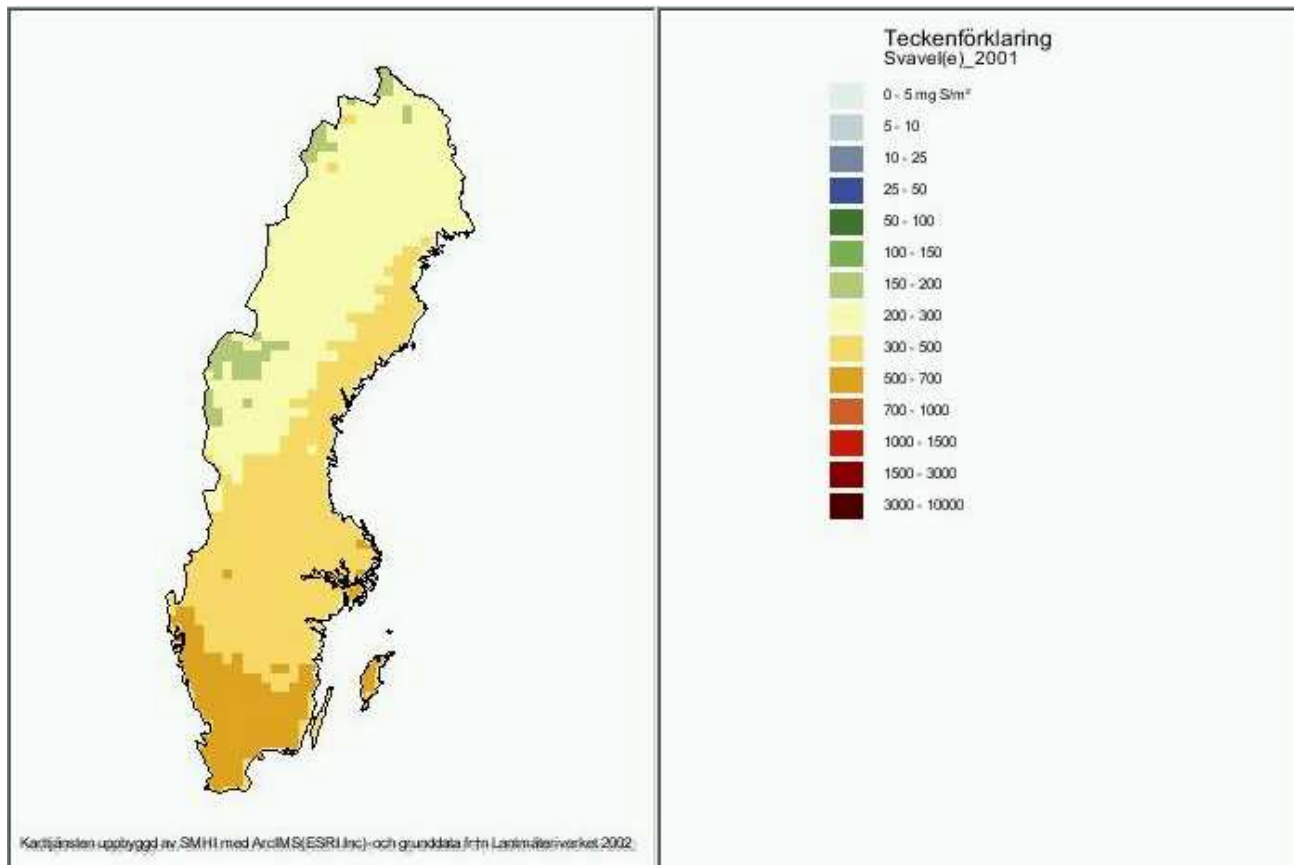 Teckenförklaring
Svavel(e)_2001
0 - 5 mg S/m²
5 - 10
10 - 25
25 - 50
50 - 100
100 - 150
150 - 200
200 - 300
300 - 500
500 - 700
700 - 1000
1000 - 1500
1500 - 3000
3000 - 10000
Karttjänsten uppbyggd av SMHI med ArcIMS(ESRI.Inc) och grunddata fr†n Lantmäteriverket 2002